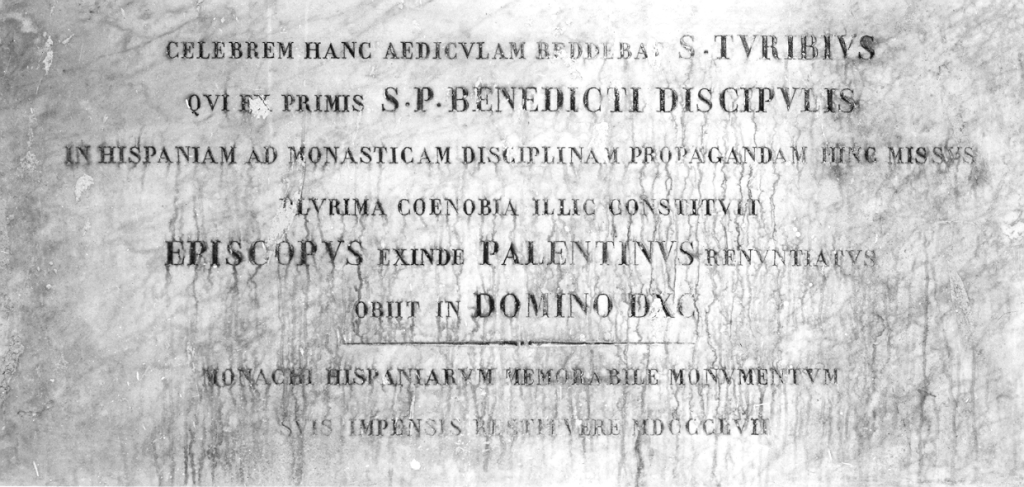 CELEBREM HANC AEDICVLAM REDDEBAT S·TVRIBIVS
QVI EX PRIMIS S·P·BENEDICTI DISCIPVLIS
IN HISPANIAM AD MONASTICAM DISCIPLINAM PROPAGANDAM HINC MISSVS
PLVRIMA COENOBIA ILLIC CONSTITVIT
EPISCOPVS EXINDE PALENTINVS RENVNTIATVS
OBIIT IN DOMINO DXC
MONACHI HISPANIARVM MEMORABILE MONVMENTVM
SVIS IMPENSIS RESTITVERE MDCCCLVII